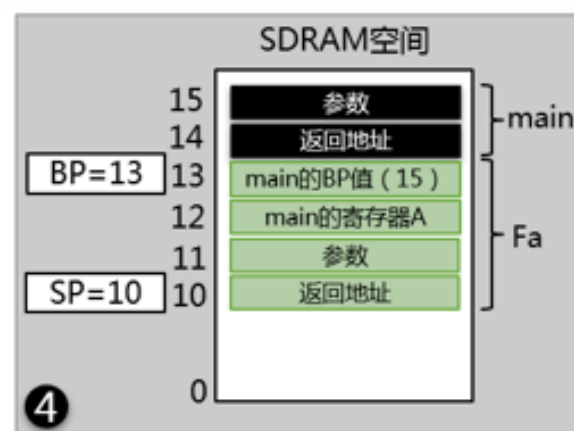 SDRAM空间
15 参数
14 返回地址
main
BP=13 13 main的BP值（15）
12 main的寄存器A
Fa
11 参数
SP=10 10 返回地址
0
4